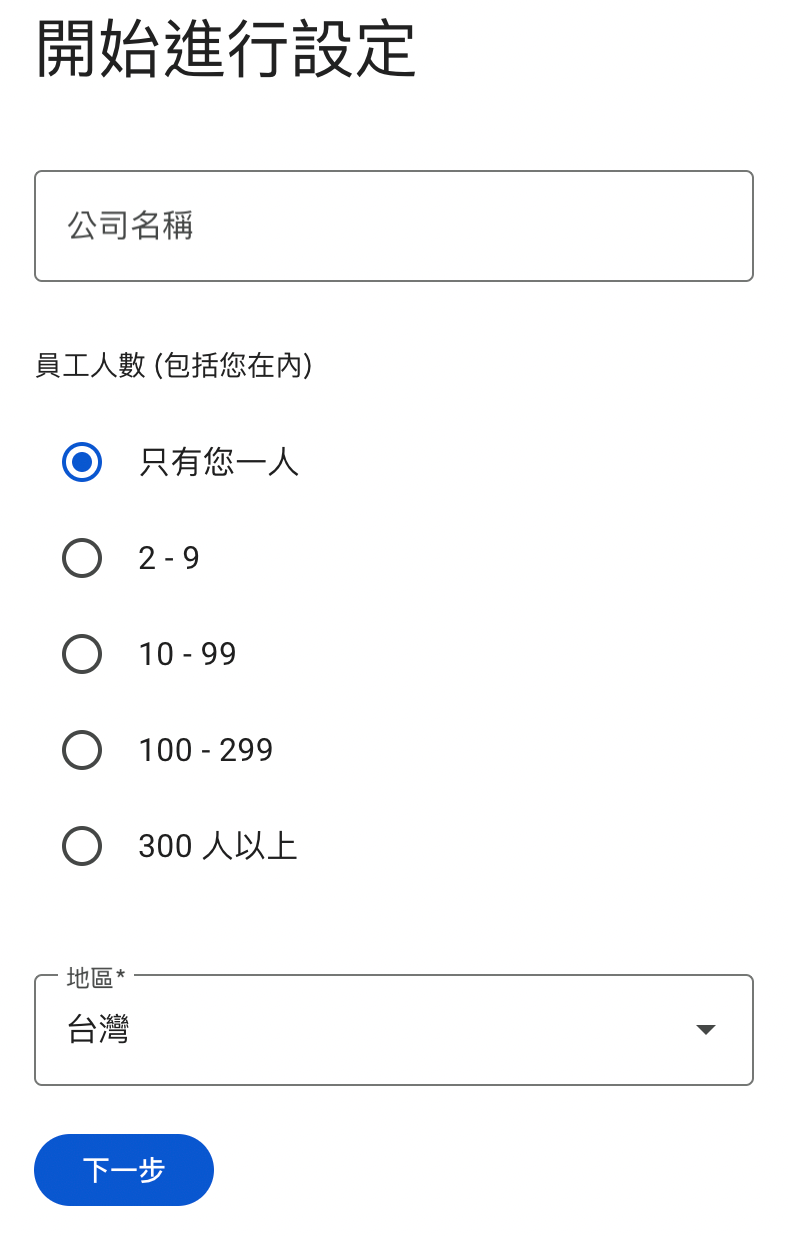 開始進行設定
公司名稱
員工人數 (包括您在內)
只有您一人
2 - 9
10 - 99
100 - 299
300 人以上
地區*
台灣
下一步